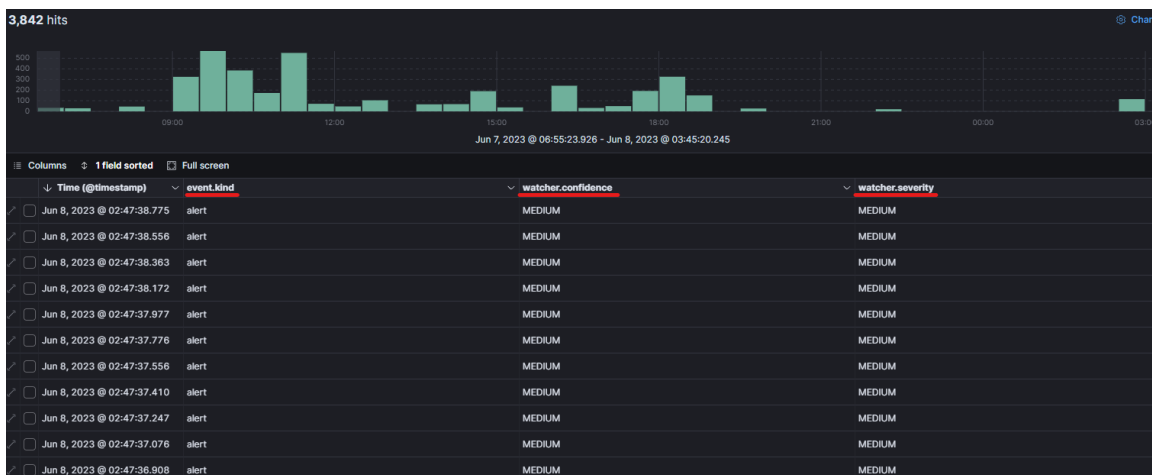 3,842 hits
Char
500
400
300
200
100
0
09:00 12:00 15:00 18:00 21:00 00:00 03:0
Jun 7, 2023 @ 06:55:23.926 - Jun 8, 2023 @ 03:45:20.245
Columns 1 field sorted Full screen
Time (@timestamp) event.kind watcher.confidence watcher.severity
Jun 8, 2023 @ 02:47:38.775 alert MEDIUM MEDIUM
Jun 8, 2023 @ 02:47:38.556 alert MEDIUM MEDIUM
Jun 8, 2023 @ 02:47:38.363 alert MEDIUM MEDIUM
Jun 8, 2023 @ 02:47:38.172 alert MEDIUM MEDIUM
Jun 8, 2023 @ 02:47:37.977 alert MEDIUM MEDIUM
Jun 8, 2023 @ 02:47:37.776 alert MEDIUM MEDIUM
Jun 8, 2023 @ 02:47:37.556 alert MEDIUM MEDIUM
Jun 8, 2023 @ 02:47:37.410 alert MEDIUM MEDIUM
Jun 8, 2023 @ 02:47:37.247 alert MEDIUM MEDIUM
Jun 8, 2023 @ 02:47:37.076 alert MEDIUM MEDIUM
Jun 8, 2023 @ 02:47:36.908 alert MEDIUM MEDIUM